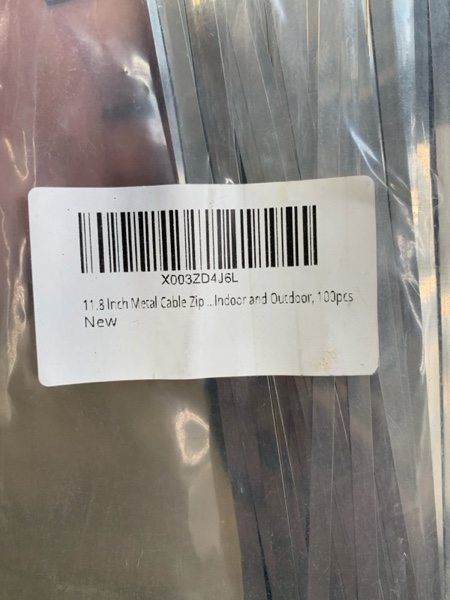 X003ZD4J6L
11.8 Inch Metal Cable Zip...Indoor and Outdoor, 100pcs
New